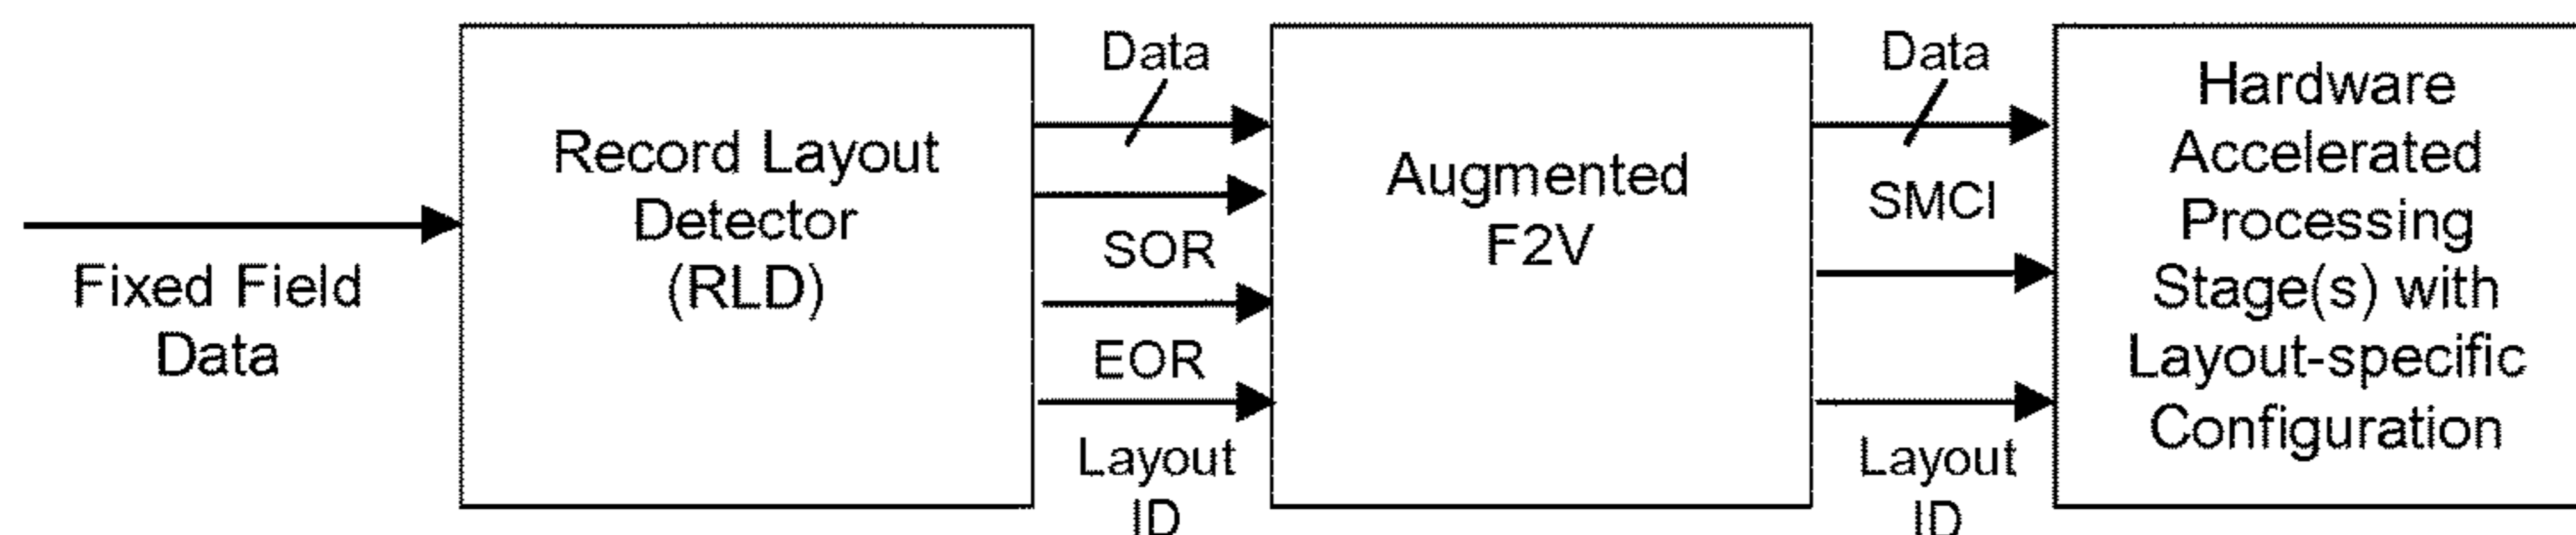 Fixed Field
Data
Record Layout
Detector
(RLD)
Data
SOR
EOR
Layout
ID
Augmented
F2V
Data
SMCI
Layout
ID
Hardware
Accelerated
Processing
Stage(s) with
Layout-specific
Configuration